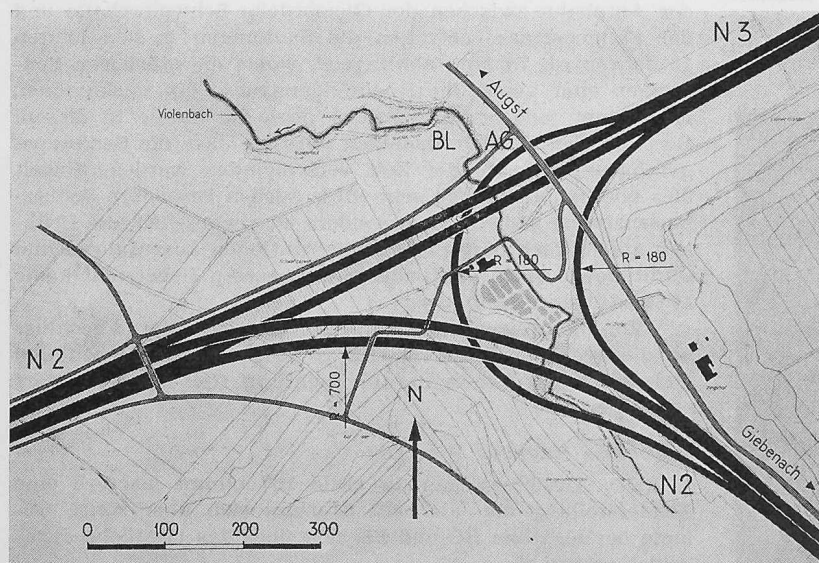 N 3
Augst
Violenbach
BL AG
R = 180
R = 180
N 2
R = 700
N
Giebenach
N2
0 100 200 300